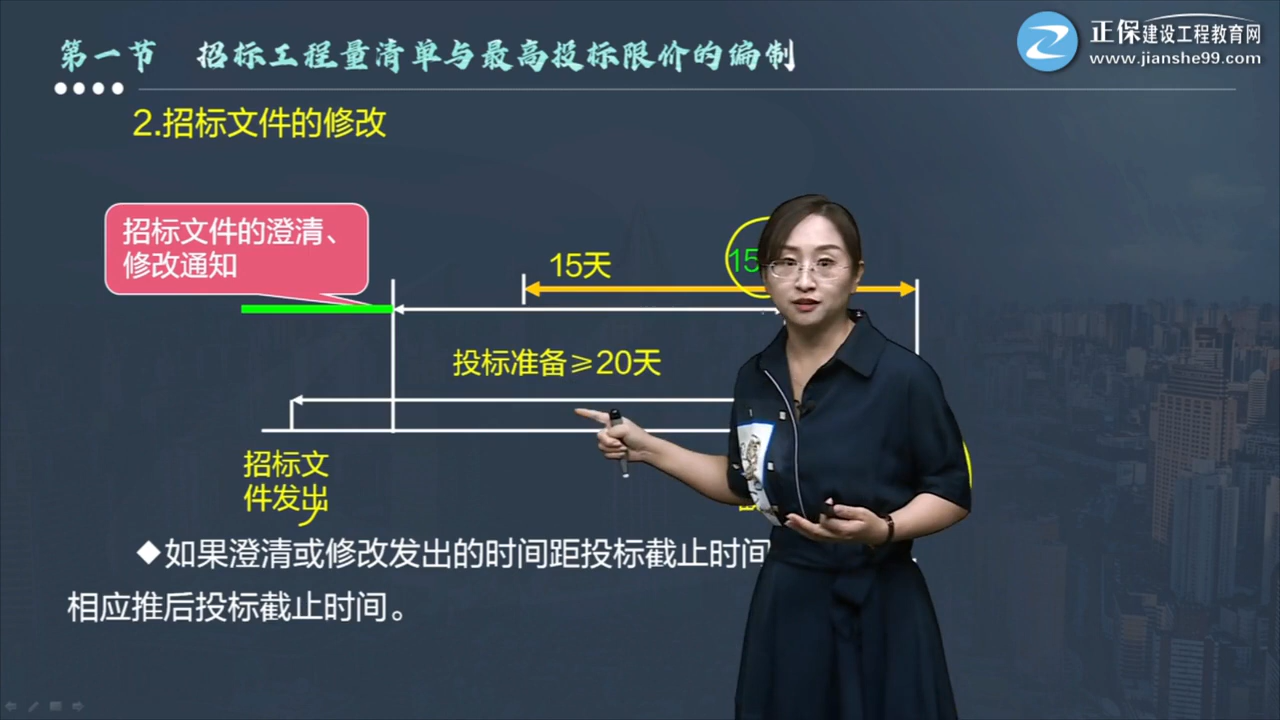 第一节 招标工程量清单与最高投标限价的编制
正保建设工程教育网
www.jianshe99.com
2.招标文件的修改
招标文件的澄清、
修改通知
15天
15
投标准备≥20天
招标文
件发出
◆如果澄清或修改发出的时间距投标截止时间
相应推后投标截止时间。